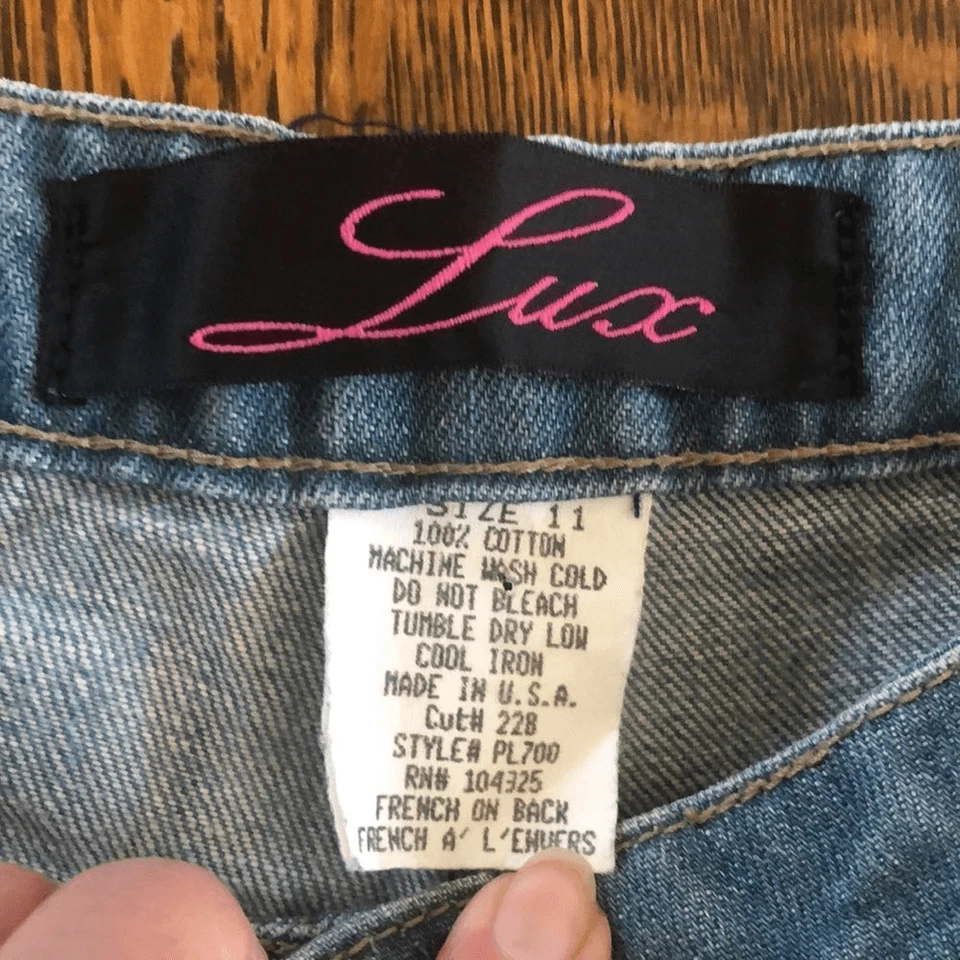 Lux
SIZE 11
100% COTTON
MACHINE WASH COLD
DO NOT BLEACH
TUMBLE DRY LOW
COOL IRON
MADE IN U.S.A.
Cut# 228
STYLE# PL700
RN# 104325
FRENCH ON BACK
FRENCH A' L'ENVERS